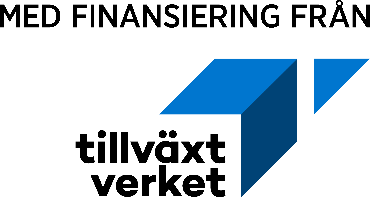 MED FINANSIERING FRÅN
tillväxt
verket